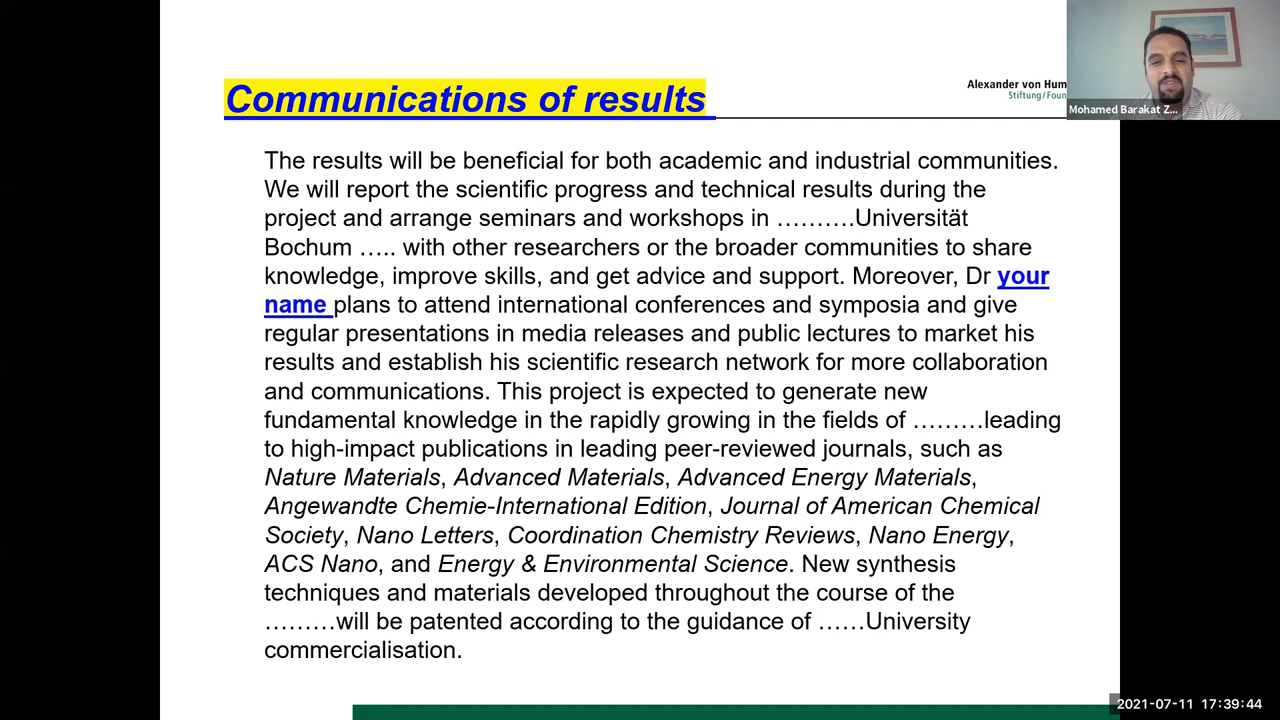 Communications of results
Alexander von Hum
Stiftung/Foun
Mohamed Barakat Z...
The results will be beneficial for both academic and industrial communities.
We will report the scientific progress and technical results during the
project and arrange seminars and workshops in ……….Universität
Bochum ….. with other researchers or the broader communities to share
knowledge, improve skills, and get advice and support. Moreover, Dr your
name plans to attend international conferences and symposia and give
regular presentations in media releases and public lectures to market his
results and establish his scientific research network for more collaboration
and communications. This project is expected to generate new
fundamental knowledge in the rapidly growing in the fields of ………leading
to high-impact publications in leading peer-reviewed journals, such as
Nature Materials, Advanced Materials, Advanced Energy Materials,
Angewandte Chemie-International Edition, Journal of American Chemical
Society, Nano Letters, Coordination Chemistry Reviews, Nano Energy,
ACS Nano, and Energy & Environmental Science. New synthesis
techniques and materials developed throughout the course of the
………will be patented according to the guidance of ……University
commercialisation.
2021-07-11 17:39:44